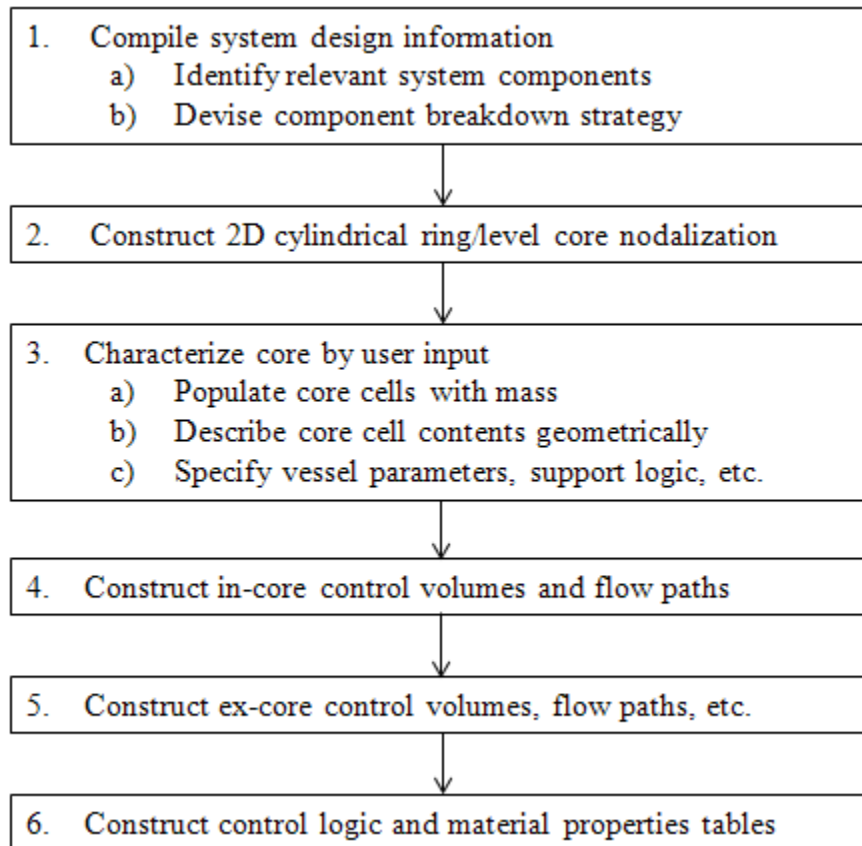 1. Compile system design information
a) Identify relevant system components
b) Devise component breakdown strategy
2. Construct 2D cylindrical ring/level core nodalization
3. Characterize core by user input
a) Populate core cells with mass
b) Describe core cell contents geometrically
c) Specify vessel parameters, support logic, etc.
4. Construct in-core control volumes and flow paths
5. Construct ex-core control volumes, flow paths, etc.
6. Construct control logic and material properties tables